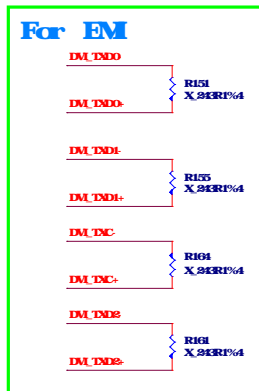 For EMI
DVI_TXD0
R151
X_243R1%4
DVI_TXD0+
DVI_TXD1-
R155
X_243R1%4
DVI_TXD1+
DVI_TXC-
R164
X_243R1%4
DVI_TXC+
DVI_TXD2
R161
X_243R1%4
DVI_TXD2+